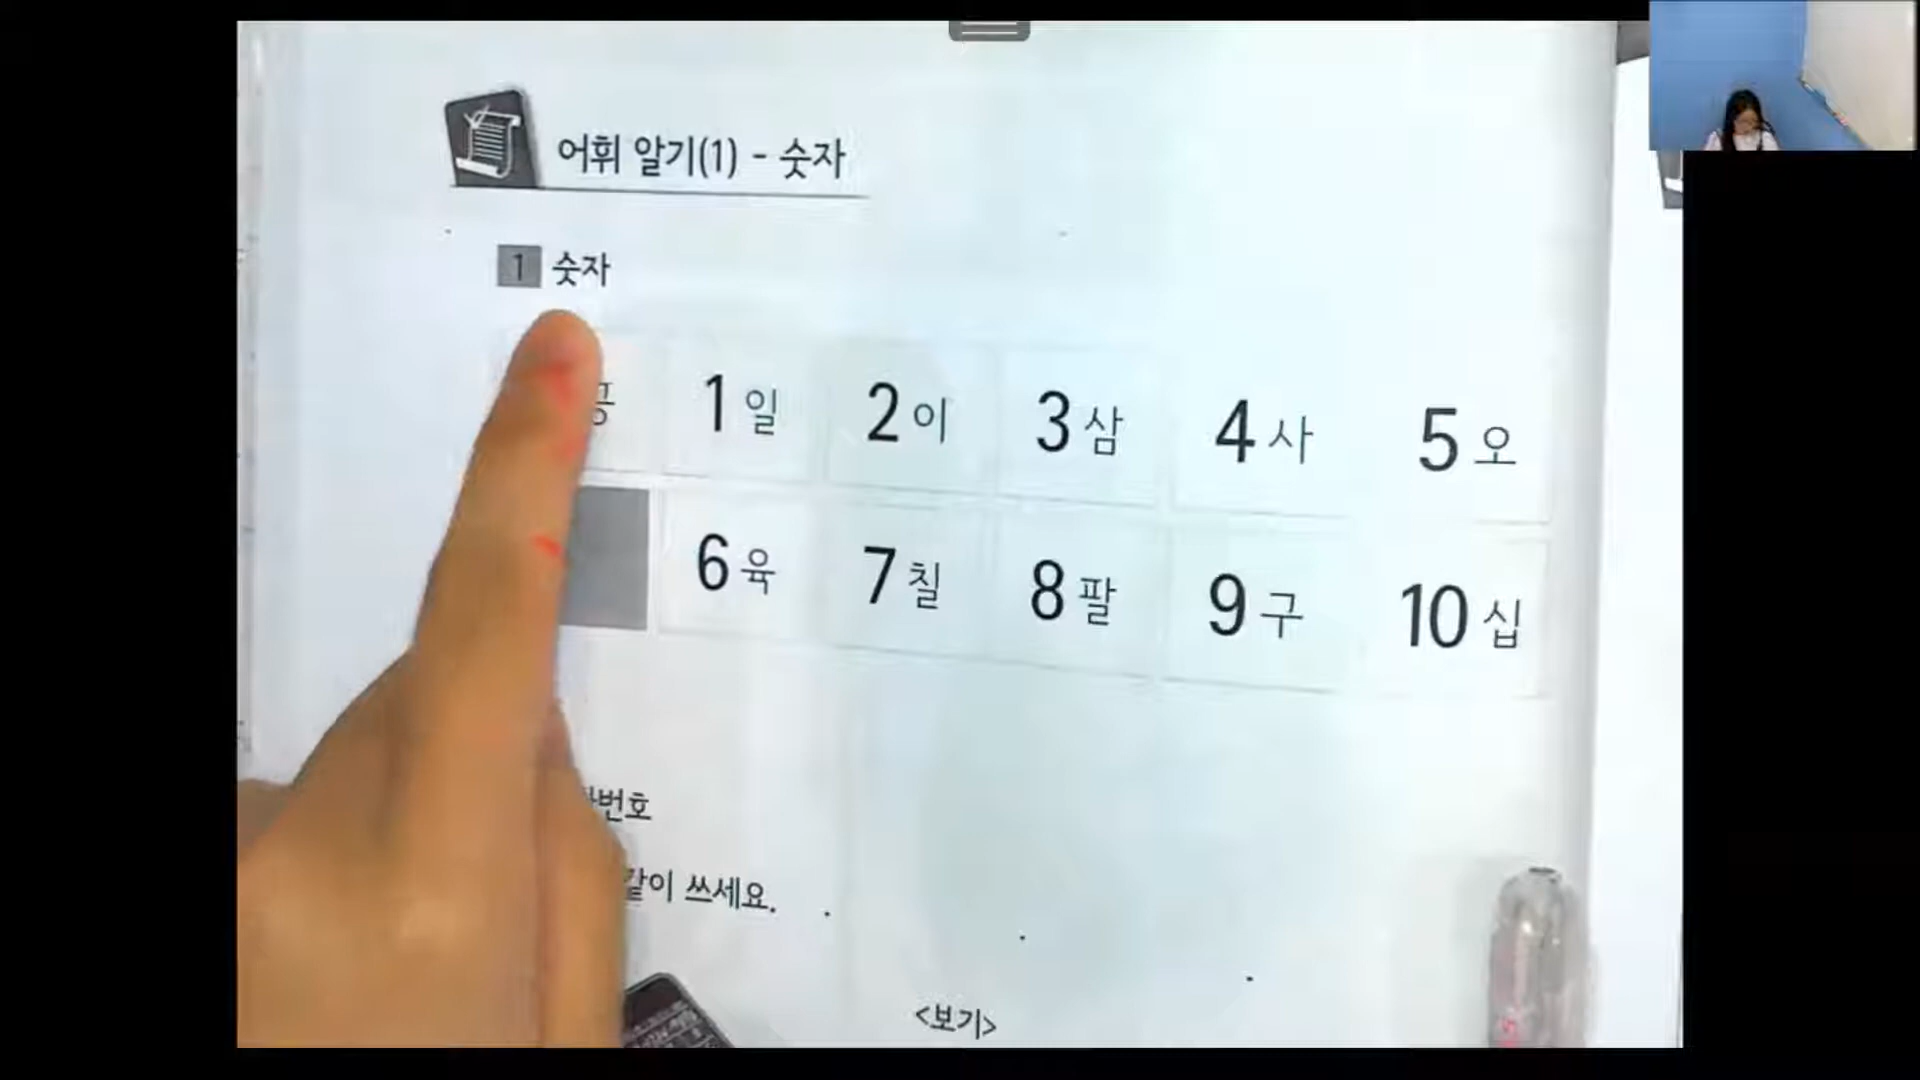 어휘 알기(1) - 숫자
1 숫자
공 1 일 2 이 3 삼 4 사 5 오
6 육 7 칠 8 팔 9 구 10 십
번호
같이 쓰세요.
<보기>